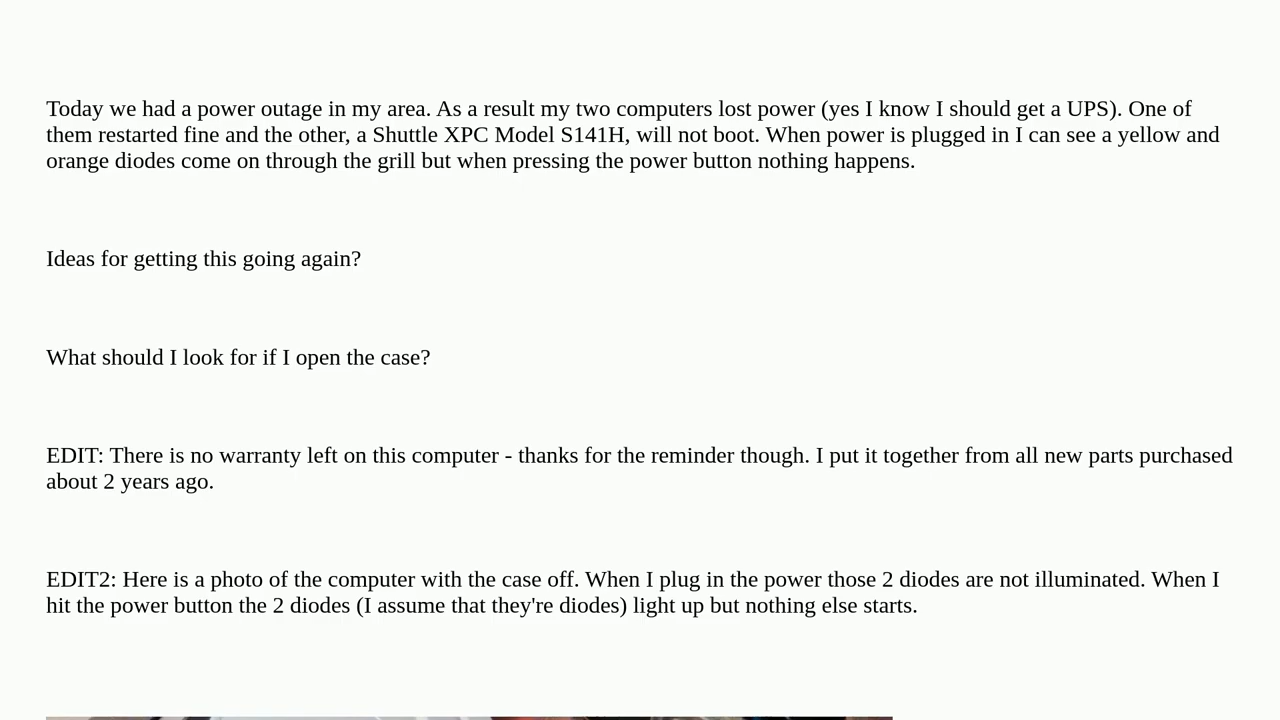 Today we had a power outage in my area. As a result my two computers lost power (yes I know I should get a UPS). One of
them restarted fine and the other, a Shuttle XPC Model S141H, will not boot. When power is plugged in I can see a yellow and
orange diodes come on through the grill but when pressing the power button nothing happens.
Ideas for getting this going again?
What should I look for if I open the case?
EDIT: There is no warranty left on this computer - thanks for the reminder though. I put it together from all new parts purchased
about 2 years ago.
EDIT2: Here is a photo of the computer with the case off. When I plug in the power those 2 diodes are not illuminated. When I
hit the power button the 2 diodes (I assume that they're diodes) light up but nothing else starts.